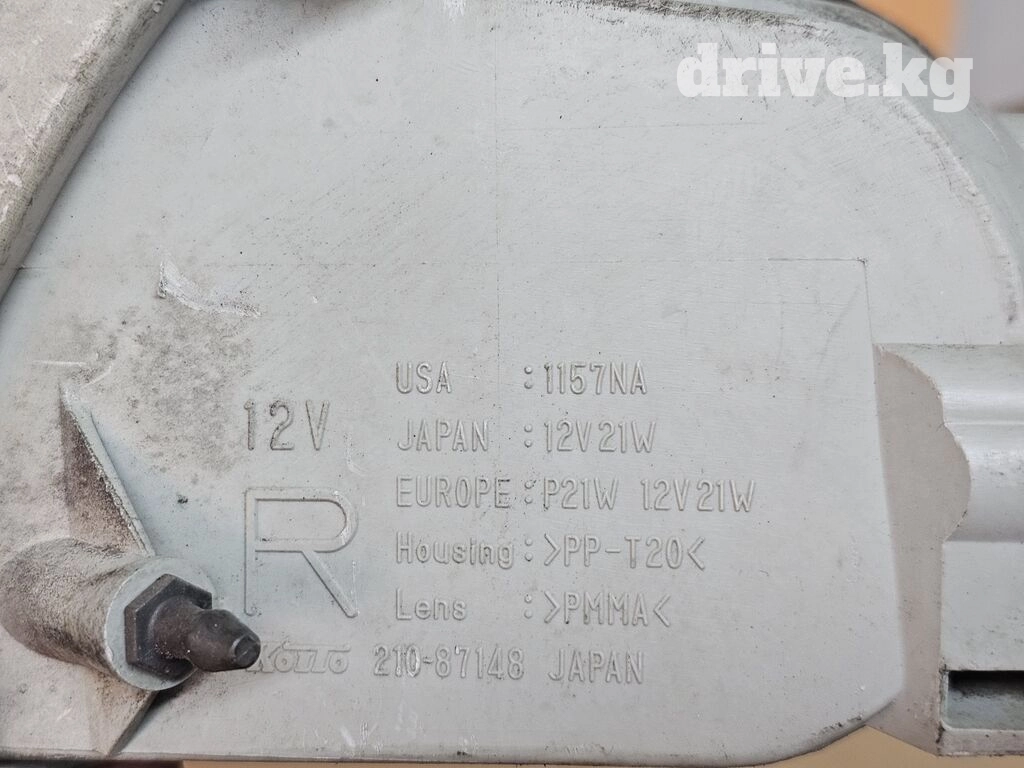 drive.kg
USA : 1157NA
12V
JAPAN : 12V21W
EUROPE : P21W 12V21W
R
Housing : >PP-T20<
Lens : >PMMA<
KOITO 210-87148 JAPAN